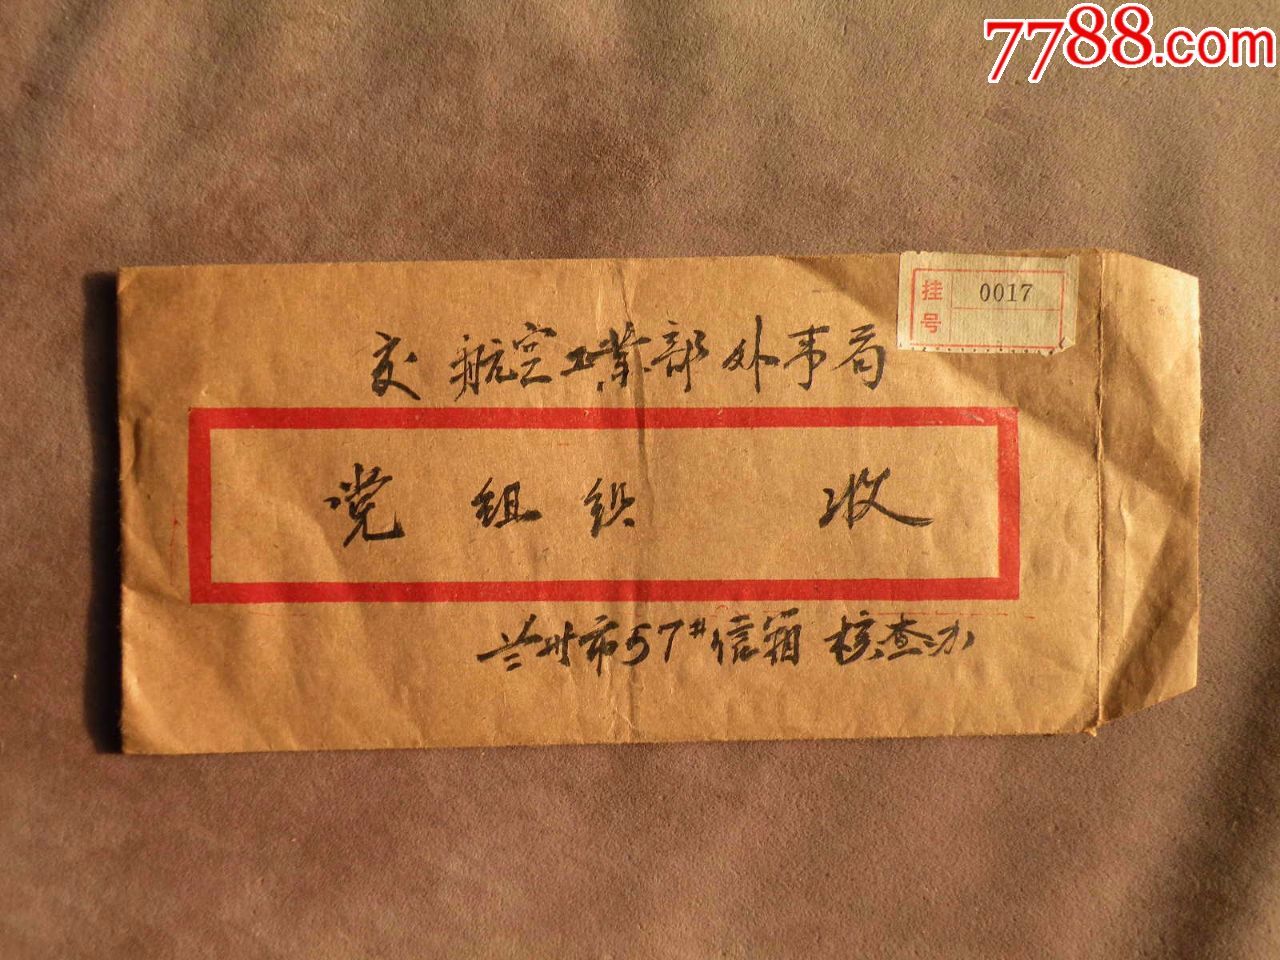 7788.com
挂号
0017
交 航空工业部外事局
党组织 收
兰州市57#信箱 核查办